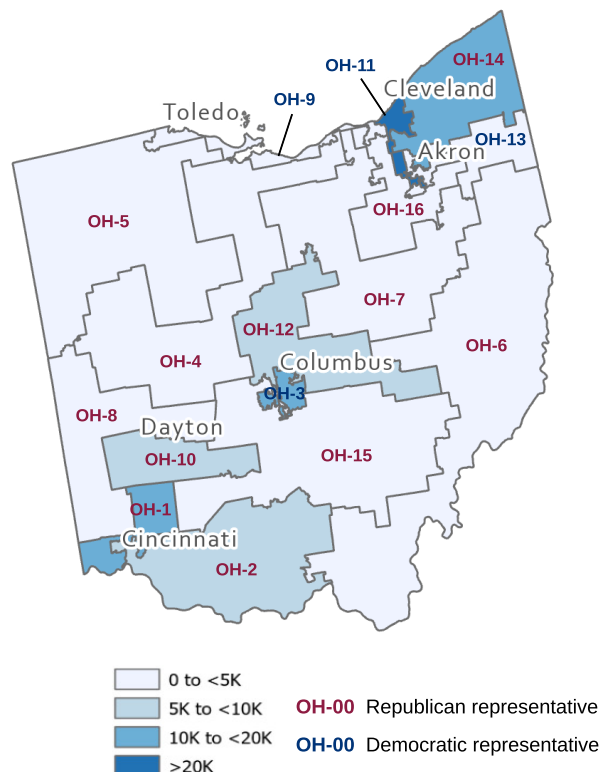 OH-14
OH-11
Cleveland
OH-9
Toledo
OH-13
Akron
OH-5
OH-16
OH-7
OH-12
OH-6
OH-4
Columbus
OH-3
OH-8
Dayton
OH-10
OH-15
OH-1
Cincinnati
OH-2
0 to <5K
5K to <10K
OH-00 Republican representative
10K to <20K
OH-00 Democratic representative
>20K